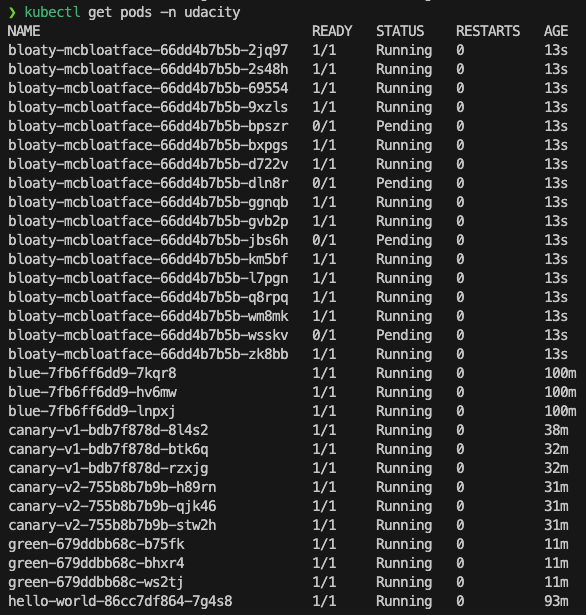 ❯ kubectl get pods -n udacity
NAME READY STATUS RESTARTS AGE
bloaty-mcbloatface-66dd4b7b5b-2jq97 1/1 Running 0 13s
bloaty-mcbloatface-66dd4b7b5b-2s48h 1/1 Running 0 13s
bloaty-mcbloatface-66dd4b7b5b-69554 1/1 Running 0 13s
bloaty-mcbloatface-66dd4b7b5b-9xzls 1/1 Running 0 13s
bloaty-mcbloatface-66dd4b7b5b-bpszr 0/1 Pending 0 13s
bloaty-mcbloatface-66dd4b7b5b-bxpgs 1/1 Running 0 13s
bloaty-mcbloatface-66dd4b7b5b-d722v 1/1 Running 0 13s
bloaty-mcbloatface-66dd4b7b5b-dln8r 0/1 Pending 0 13s
bloaty-mcbloatface-66dd4b7b5b-ggnqb 1/1 Running 0 13s
bloaty-mcbloatface-66dd4b7b5b-gvb2p 1/1 Running 0 13s
bloaty-mcbloatface-66dd4b7b5b-jbs6h 0/1 Pending 0 13s
bloaty-mcbloatface-66dd4b7b5b-km5bf 1/1 Running 0 13s
bloaty-mcbloatface-66dd4b7b5b-l7pgn 1/1 Running 0 13s
bloaty-mcbloatface-66dd4b7b5b-q8rpq 1/1 Running 0 13s
bloaty-mcbloatface-66dd4b7b5b-wm8mk 1/1 Running 0 13s
bloaty-mcbloatface-66dd4b7b5b-wsskv 0/1 Pending 0 13s
bloaty-mcbloatface-66dd4b7b5b-zk8bb 1/1 Running 0 13s
blue-7fb6ff6dd9-7kqr8 1/1 Running 0 100m
blue-7fb6ff6dd9-hv6mw 1/1 Running 0 100m
blue-7fb6ff6dd9-lnpxj 1/1 Running 0 100m
canary-v1-bdb7f878d-8l4s2 1/1 Running 0 38m
canary-v1-bdb7f878d-btk6q 1/1 Running 0 32m
canary-v1-bdb7f878d-rzxjg 1/1 Running 0 32m
canary-v2-755b8b7b9b-h89rn 1/1 Running 0 31m
canary-v2-755b8b7b9b-qjk46 1/1 Running 0 31m
canary-v2-755b8b7b9b-stw2h 1/1 Running 0 31m
green-679ddbb68c-b75fk 1/1 Running 0 11m
green-679ddbb68c-bhxr4 1/1 Running 0 11m
green-679ddbb68c-ws2tj 1/1 Running 0 11m
hello-world-86cc7df864-7g4s8 1/1 Running 0 93m